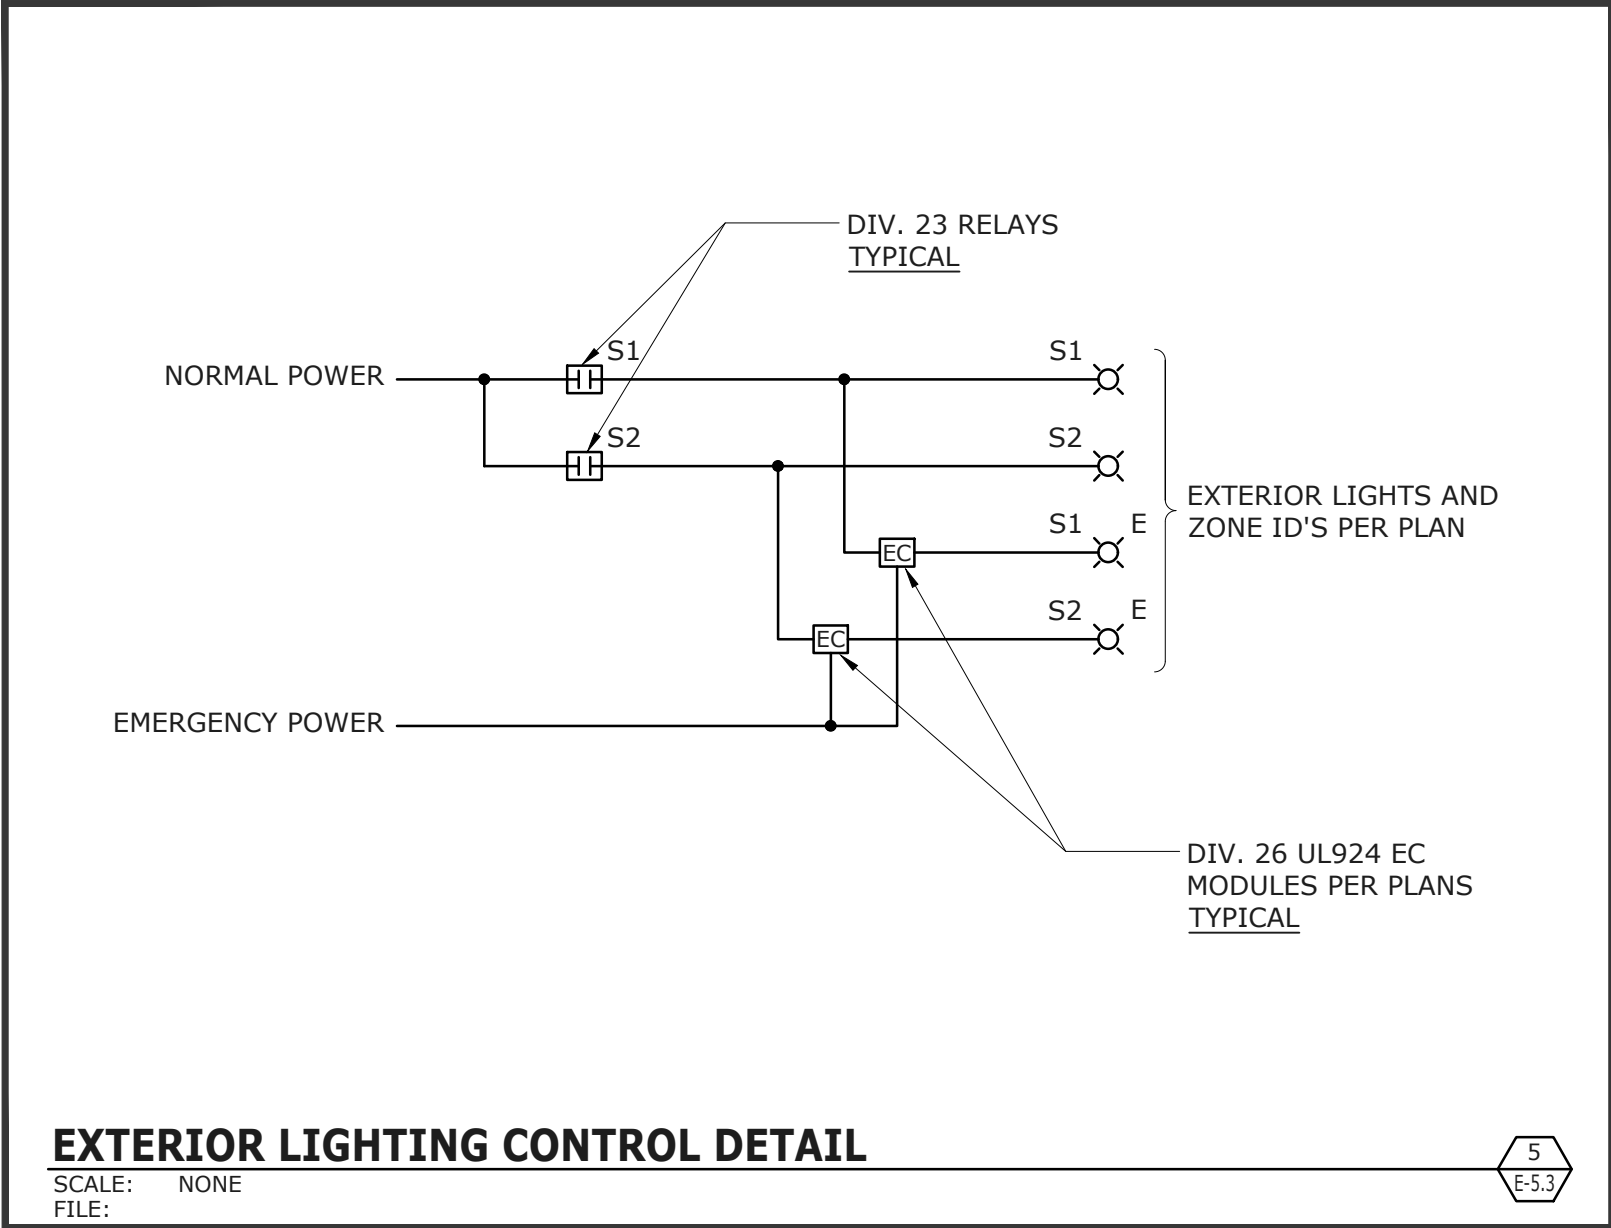 DIV. 23 RELAYS
TYPICAL
NORMAL POWER
S1
S1
S2
S2
S1 E
EC
S2 E
EC
EXTERIOR LIGHTS AND
ZONE ID'S PER PLAN
EMERGENCY POWER
DIV. 26 UL924 EC
MODULES PER PLANS
TYPICAL
EXTERIOR LIGHTING CONTROL DETAIL
SCALE: NONE
FILE:
5
E-5.3